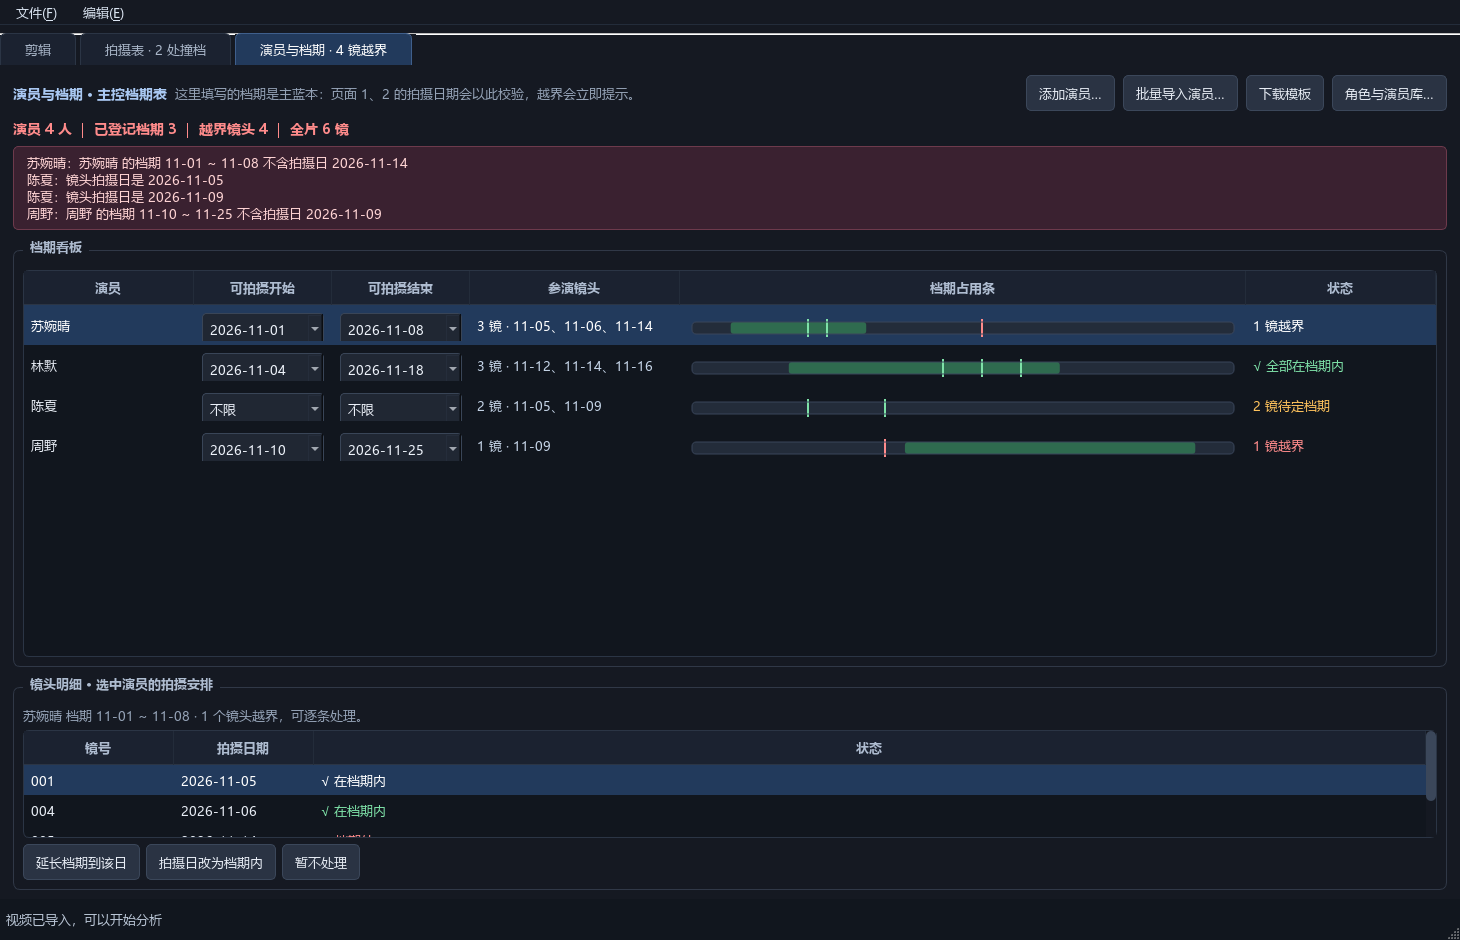 文件(F) 编辑(E)
剪辑 拍摄表 · 2 处撞档 演员与档期 · 4 镜越界
演员与档期 • 主控档期表 这里填写的档期是主蓝本：页面 1、2 的拍摄日期会以此校验，越界会立即提示。 添加演员... 批量导入演员... 下载模板 角色与演员库...
演员 4 人 | 已登记档期 3 | 越界镜头 4 | 全片 6 镜
苏婉晴：苏婉晴 的档期 11-01 ~ 11-08 不含拍摄日 2026-11-14
陈夏：镜头拍摄日是 2026-11-05
陈夏：镜头拍摄日是 2026-11-09
周野：周野 的档期 11-10 ~ 11-25 不含拍摄日 2026-11-09
档期看板
演员 可拍摄开始 可拍摄结束 参演镜头 档期占用条 状态
苏婉晴 2026-11-01 2026-11-08 3 镜 · 11-05、11-06、11-14 1 镜越界
林默 2026-11-04 2026-11-18 3 镜 · 11-12、11-14、11-16 √ 全部在档期内
陈夏 不限 不限 2 镜 · 11-05、11-09 2 镜待定档期
周野 2026-11-10 2026-11-25 1 镜 · 11-09 1 镜越界
镜头明细 • 选中演员的拍摄安排
苏婉晴 档期 11-01 ~ 11-08 · 1 个镜头越界，可逐条处理。
镜号 拍摄日期 状态
001 2026-11-05 √ 在档期内
004 2026-11-06 √ 在档期内
延长档期到该日 拍摄日改为档期内 暂不处理
视频已导入，可以开始分析